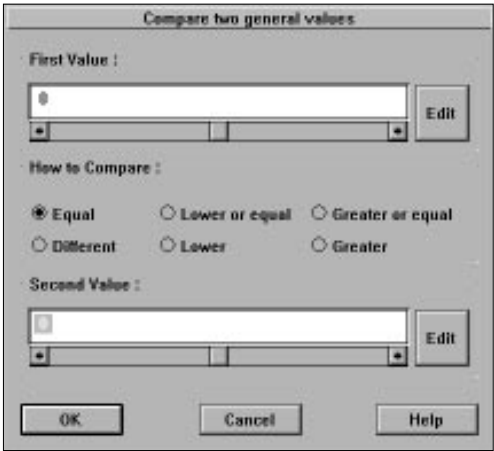 Compare two general values
First Value :
0
Edit
How to Compare :
Equal Lower or equal Greater or equal
Different Lower Greater
Second Value :
0
Edit
OK Cancel Help